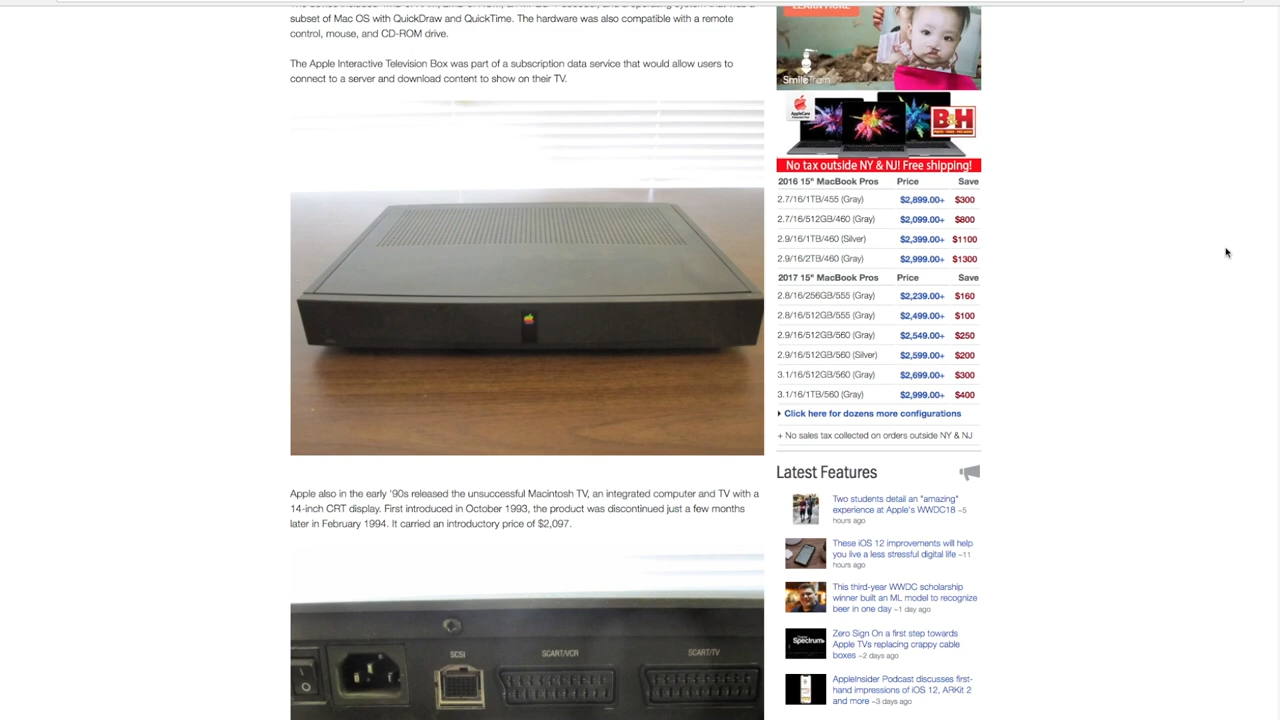 subset of Mac OS with QuickDraw and QuickTime. The hardware was also compatible with a remote
control, mouse, and CD-ROM drive.
The Apple Interactive Television Box was part of a subscription data service that would allow users to
connect to a server and download content to show on their TV.
Apple also in the early '90s released the unsuccessful Macintosh TV, an integrated computer and TV with a
14-inch CRT display. First introduced in October 1993, the product was discontinued just a few months
later in February 1994. It carried an introductory price of $2,097.
SCSI
SCART/VCR
SCART/TV
LEARN MORE
SmileTrain
AppleCare
B&H
No tax outside NY & NJ! Free shipping!
2016 15" MacBook Pros Price Save
2.7/16/1TB/455 (Gray) $2,899.00+ $300
2.7/16/512GB/460 (Gray) $2,099.00+ $800
2.9/16/1TB/460 (Silver) $2,399.00+ $1100
2.9/16/2TB/460 (Gray) $2,999.00+ $1300
2017 15" MacBook Pros Price Save
2.8/16/256GB/555 (Gray) $2,239.00+ $160
2.8/16/512GB/555 (Gray) $2,499.00+ $100
2.9/16/512GB/560 (Gray) $2,549.00+ $250
2.9/16/512GB/560 (Silver) $2,599.00+ $200
3.1/16/512GB/560 (Gray) $2,699.00+ $300
3.1/16/1TB/560 (Gray) $2,999.00+ $400
Click here for dozens more configurations
+ No sales tax collected on orders outside NY & NJ
Latest Features
Two students detail an "amazing"
experience at Apple's WWDC18 ~5
hours ago
These iOS 12 improvements will help
you live a less stressful digital life ~11
hours ago
This third-year WWDC scholarship
winner built an ML model to recognize
beer in one day ~1 day ago
Spectrum
Zero Sign On a first step towards
Apple TVs replacing crappy cable
boxes ~2 days ago
AppleInsider Podcast discusses first-
hand impressions of iOS 12, ARKit 2
and more ~3 days ago